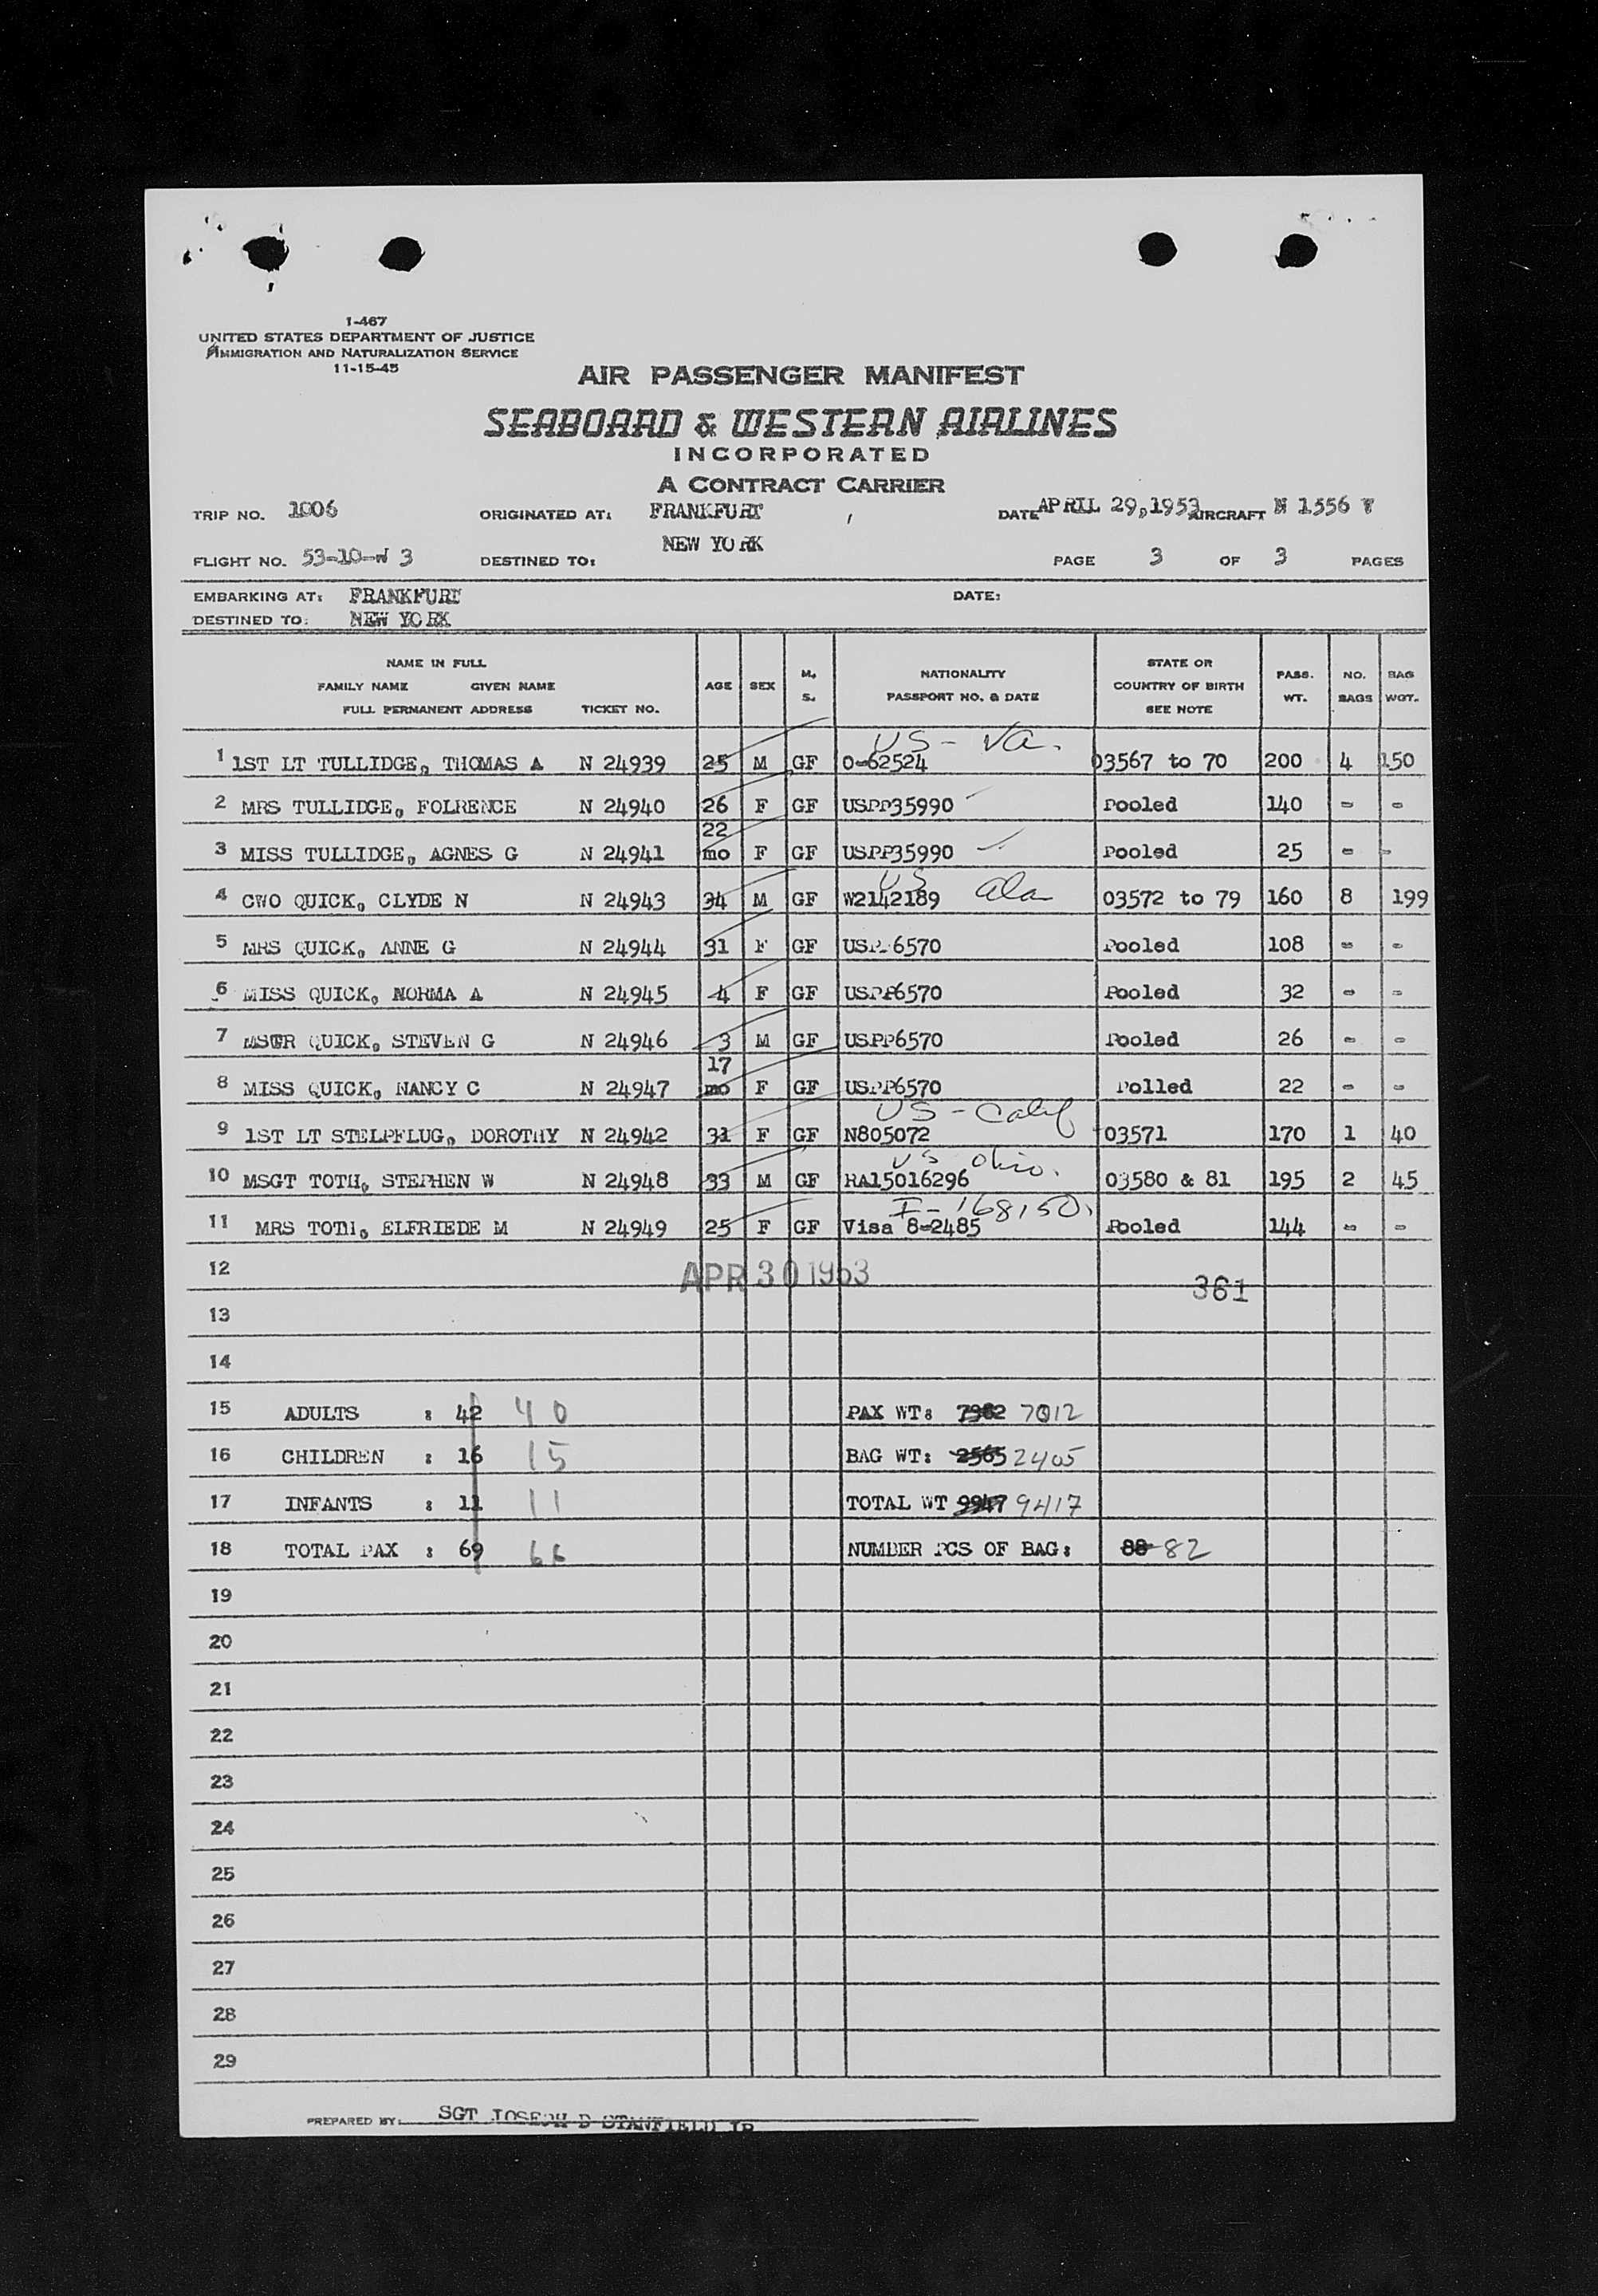 1-467
UNITED STATES DEPARTMENT OF JUSTICE
IMMIGRATION AND NATURALIZATION SERVICE
11-15-45
AIR PASSENGER MANIFEST
SEABOARD & WESTERN AIRLINES
INCORPORATED
A CONTRACT CARRIER
TRIP NO. 1006 ORIGINATED AT: FRANKFURT DATE APRIL 29,1953 AIRCRAFT N 1556 V
FLIGHT NO. 53-10-W 3 DESTINED TO: NEW YORK PAGE 3 OF 3 PAGES
EMBARKING AT: FRANKFURT DATE:
DESTINED TO: NEW YORK
NAME IN FULL
FAMILY NAME GIVEN NAME
FULL PERMANENT ADDRESS TICKET NO. AGE SEX M. S. NATIONALITY PASSPORT NO. & DATE STATE OR COUNTRY OF BIRTH SEE NOTE PASS. WT. NO. BAGS BAG WGT.
US - Va.
1 1ST LT TULLIDGE, THOMAS A N 24939 25 M GF O-62524 03567 to 70 200 4 150
2 MRS TULLIDGE, FOLRENCE N 24940 26 F GF USPP35990 Pooled 140 - -
3 MISS TULLIDGE, AGNES G N 24941 22 mo F GF USPP35990 Pooled 25 - -
US Ala
4 CWO QUICK, CLYDE N N 24943 34 M GF W2142189 03572 to 79 160 8 199
5 MRS QUICK, ANNE G N 24944 31 F GF USPP6570 Pooled 108 - -
6 MISS QUICK, NORMA A N 24945 4 F GF USPP6570 Pooled 32 - -
7 MSTR QUICK, STEVEN G N 24946 3 M GF USPP6570 Pooled 26 - -
8 MISS QUICK, NANCY C N 24947 17 mo F GF USPP6570 Polled 22 - -
US - Calif
9 1ST LT STELPFLUG, DOROTHY N 24942 31 F GF N805072 03571 170 1 40
US Ohio.
10 MSGT TOTH, STEPHEN W N 24948 33 M GF RA15016296 03580 & 81 195 2 45
I-168150
11 MRS TOTH, ELFRIEDE M N 24949 25 F GF Visa 8-2485 Pooled 144 - -
12 APR 30 1953 361
13
14
15 ADULTS : 42 40 PAX WT: 7382 7012
16 CHILDREN : 16 15 BAG WT: 2565 2405
17 INFANTS : 11 11 TOTAL WT 9947 9417
18 TOTAL PAX : 69 66 NUMBER PCS OF BAG: 88 82
19
20
21
22
23
24
25
26
27
28
29
PREPARED BY: SGT JOSEPH D STANFIELD JR